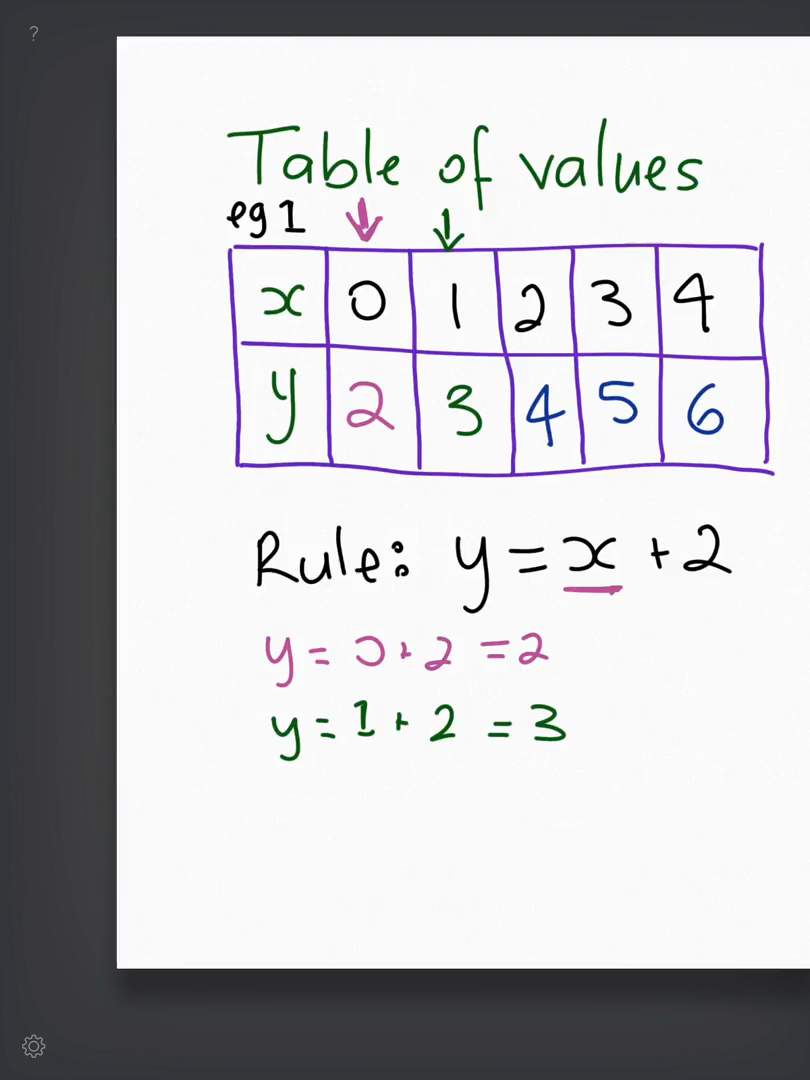 ?
Table of values
eg 1
x 0 1 2 3 4
y 2 3 4 5 6
Rule: y = x + 2
y = 0 + 2 = 2
y = 1 + 2 = 3